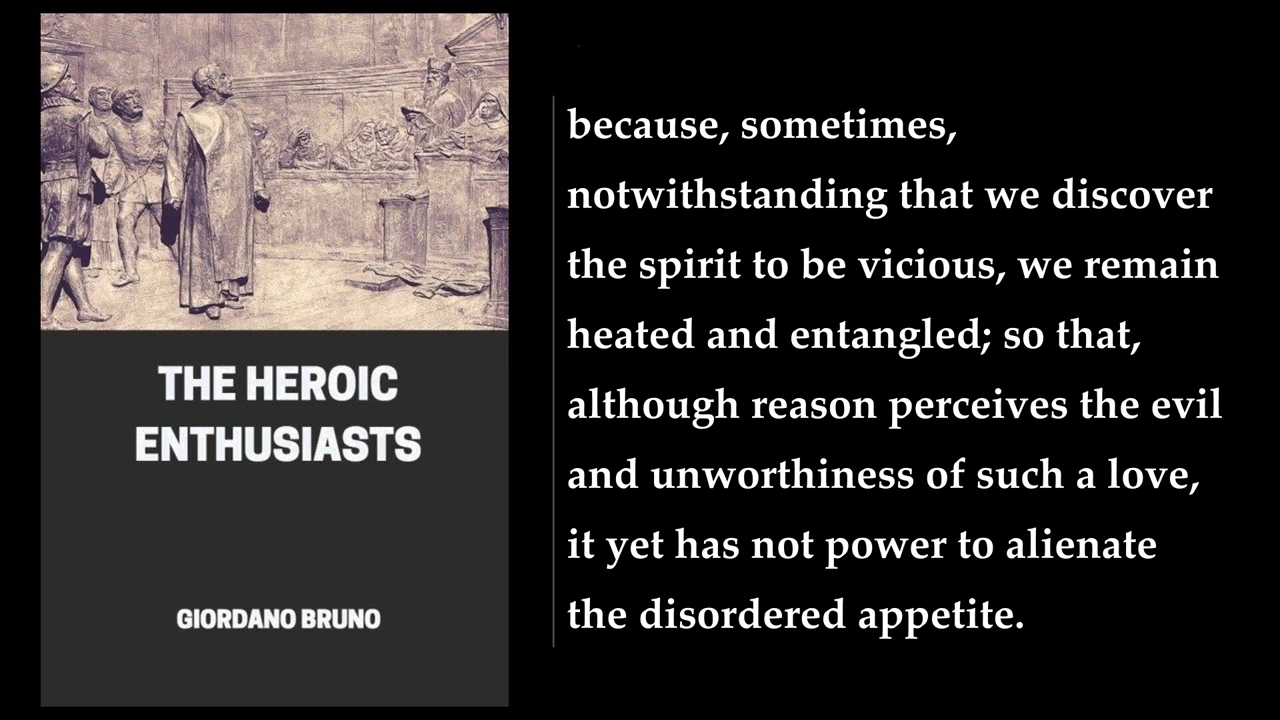 THE HEROIC
ENTHUSIASTS
GIORDANO BRUNO
because, sometimes,
notwithstanding that we discover
the spirit to be vicious, we remain
heated and entangled; so that,
although reason perceives the evil
and unworthiness of such a love,
it yet has not power to alienate
the disordered appetite.